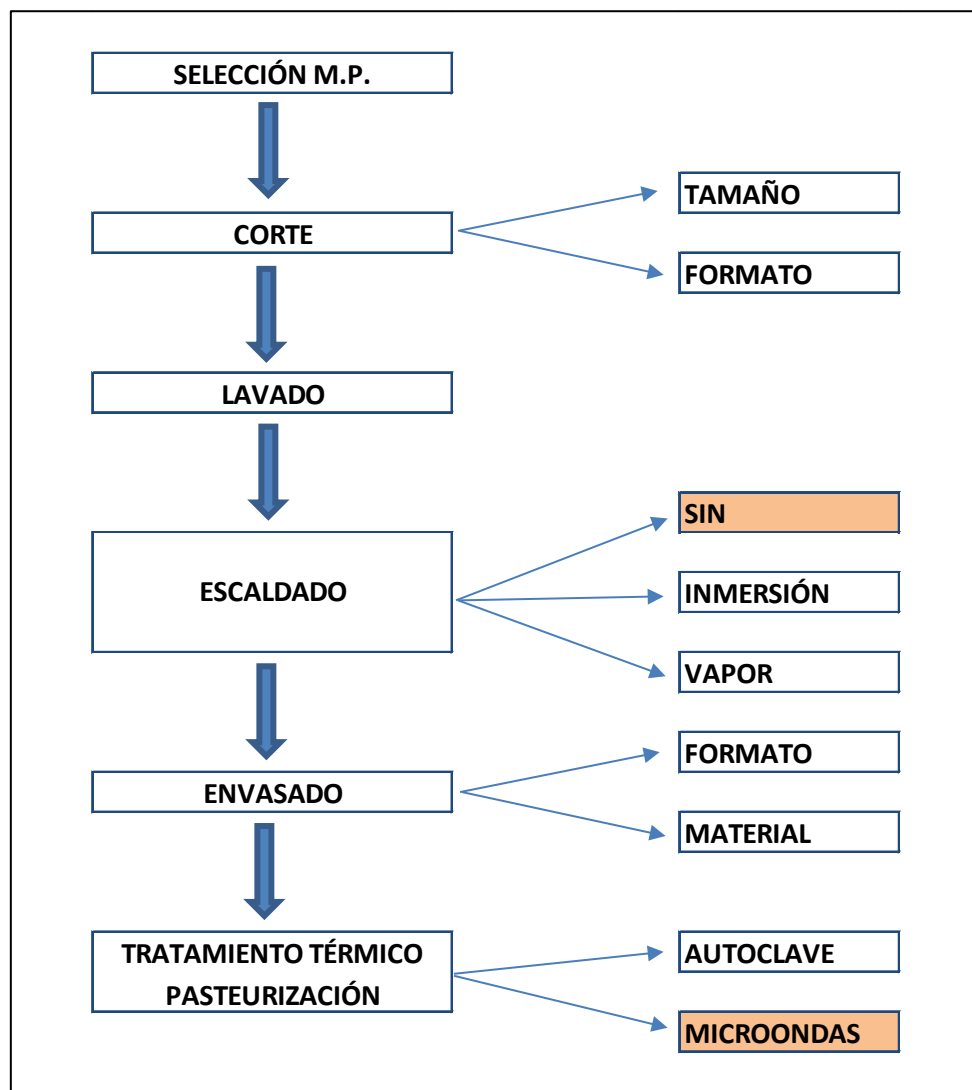 SELECCIÓN M.P.
CORTE
TAMAÑO
FORMATO
LAVADO
ESCALDADO
SIN
INMERSIÓN
VAPOR
ENVASADO
FORMATO
MATERIAL
TRATAMIENTO TÉRMICO
PASTEURIZACIÓN
AUTOCLAVE
MICROONDAS